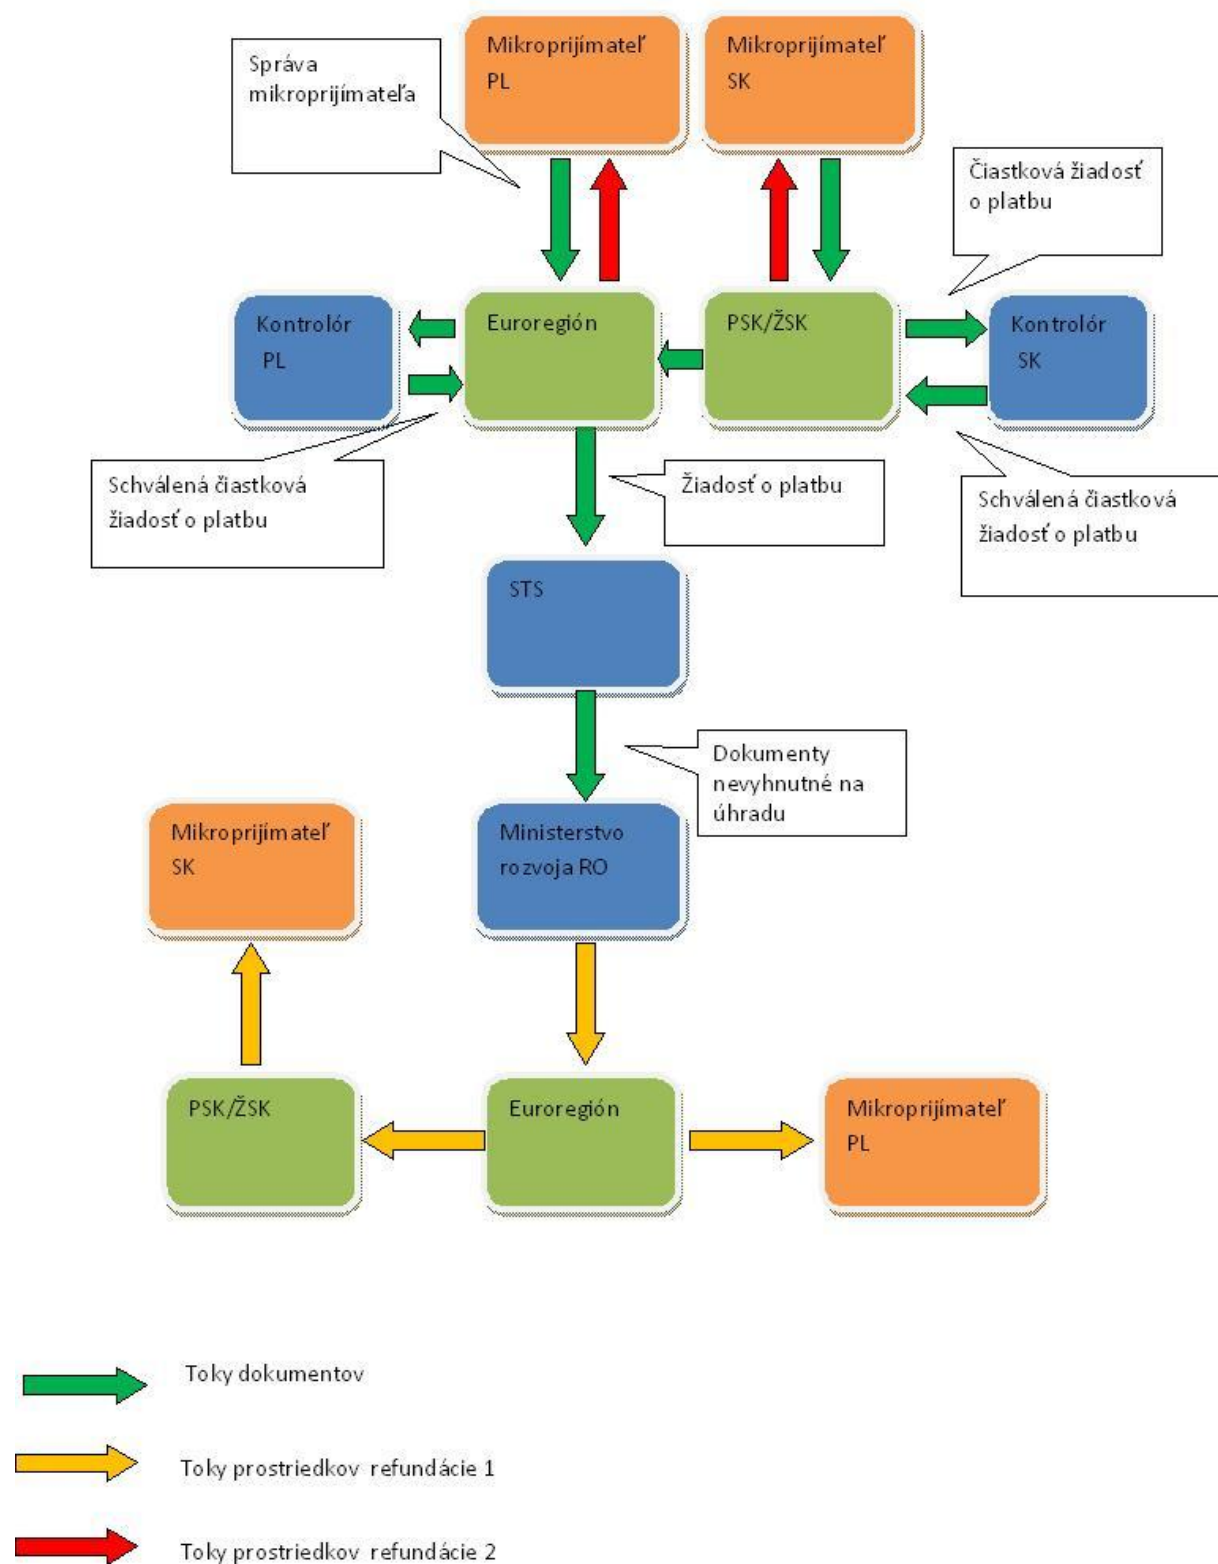 Mikroprijímateľ
PL
Mikroprijímateľ
SK
Správa
mikroprijímateľa
Čiastková žiadosť
o platbu
Kontrolór
PL
Euroregión
PSK/ŽSK
Kontrolór
SK
Schválená čiastková
žiadosť o platbu
Žiadosť o platbu
Schválená čiastková
žiadosť o platbu
STS
Dokumenty
nevyhnutné na
úhradu
Mikroprijímateľ
SK
Ministerstvo
rozvoja RO
PSK/ŽSK
Euroregión
Mikroprijímateľ
PL
Toky dokumentov
Toky prostriedkov refundácie 1
Toky prostriedkov refundácie 2